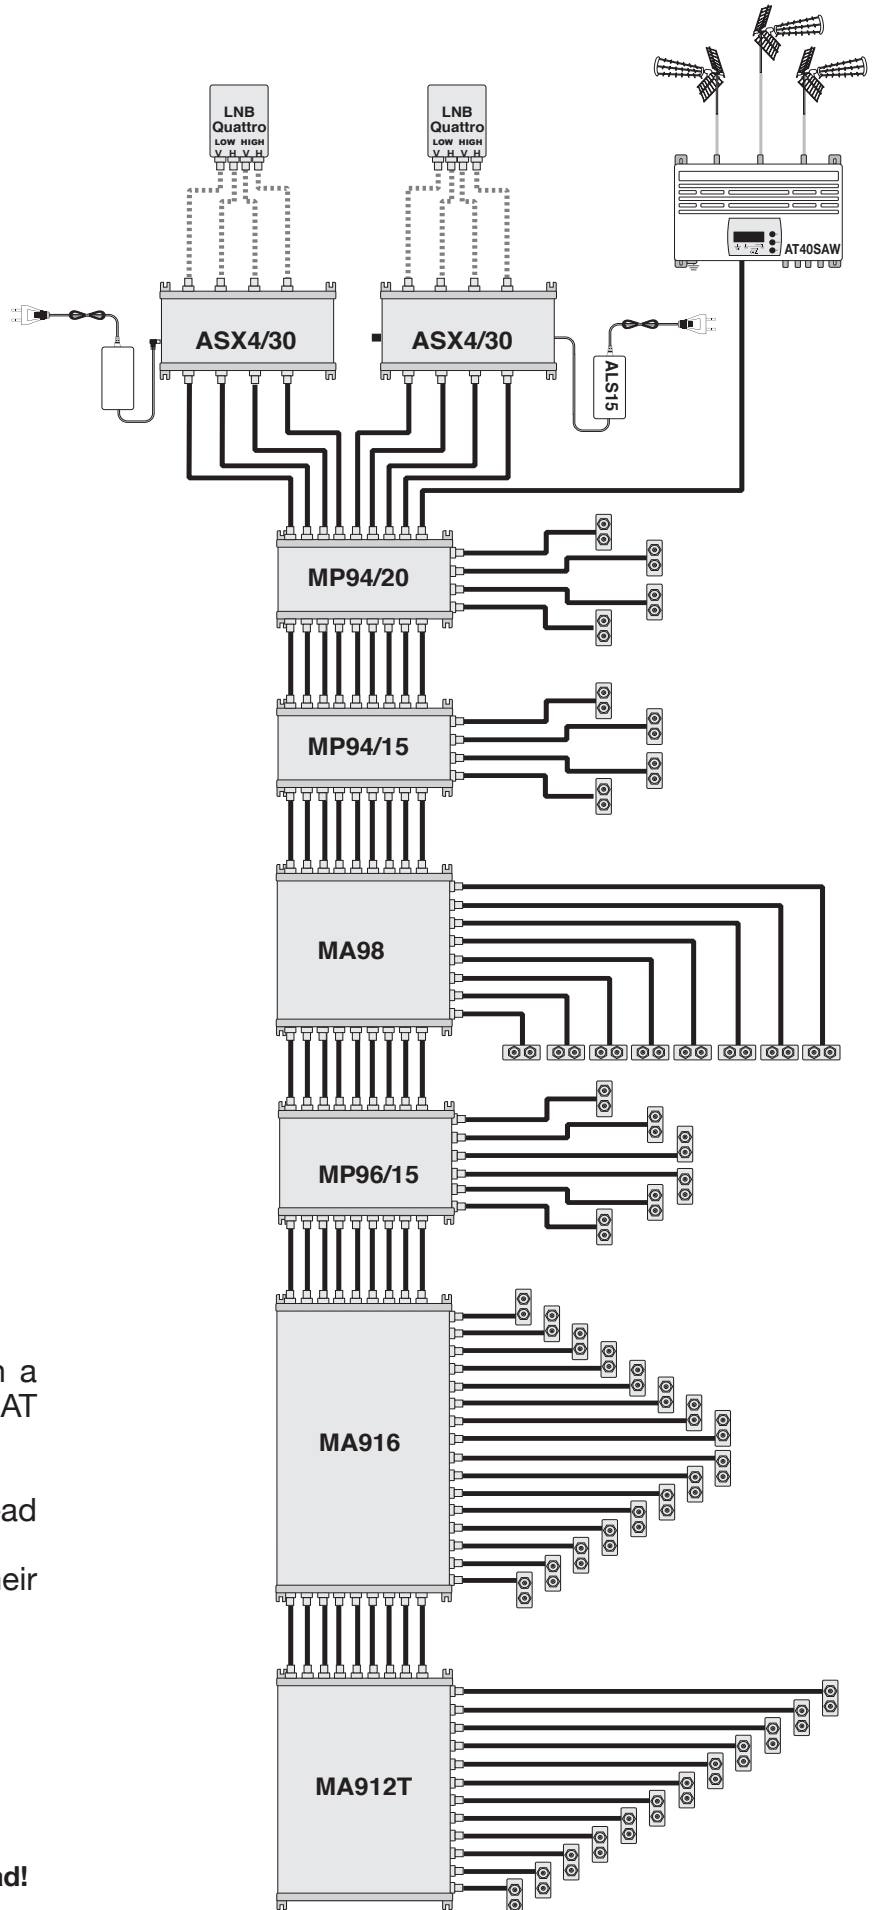 LNB
Quattro
LOW HIGH
V H V H
LNB
Quattro
LOW HIGH
V H V H
AT40SAW
ASX4/30
ASX4/30
ALS15
MP94/20
MP94/15
MA98
MP96/15
a
AT
MA916
MA912T